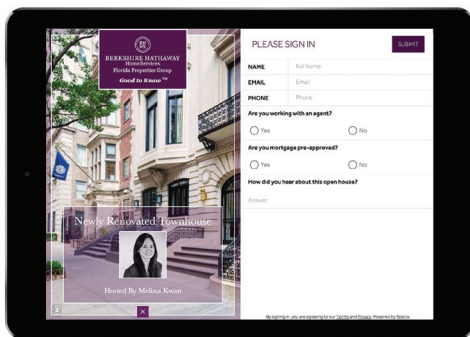 BERKSHIRE HATHAWAY
HomeServices
Florida Properties Group
Good to Know™
Newly Renovated Townhouse
Hosted By Melissa Kwon
PLEASE SIGN IN
SUBMIT
NAME Full Name
EMAIL Email
PHONE Phone
Are you working with an agent?
Yes No
Are you mortgage pre-approved?
Yes No
How did you hear about this open house?
Answer
By signing in, you are agreeing to our Terms and Privacy. Powered by Spacio.